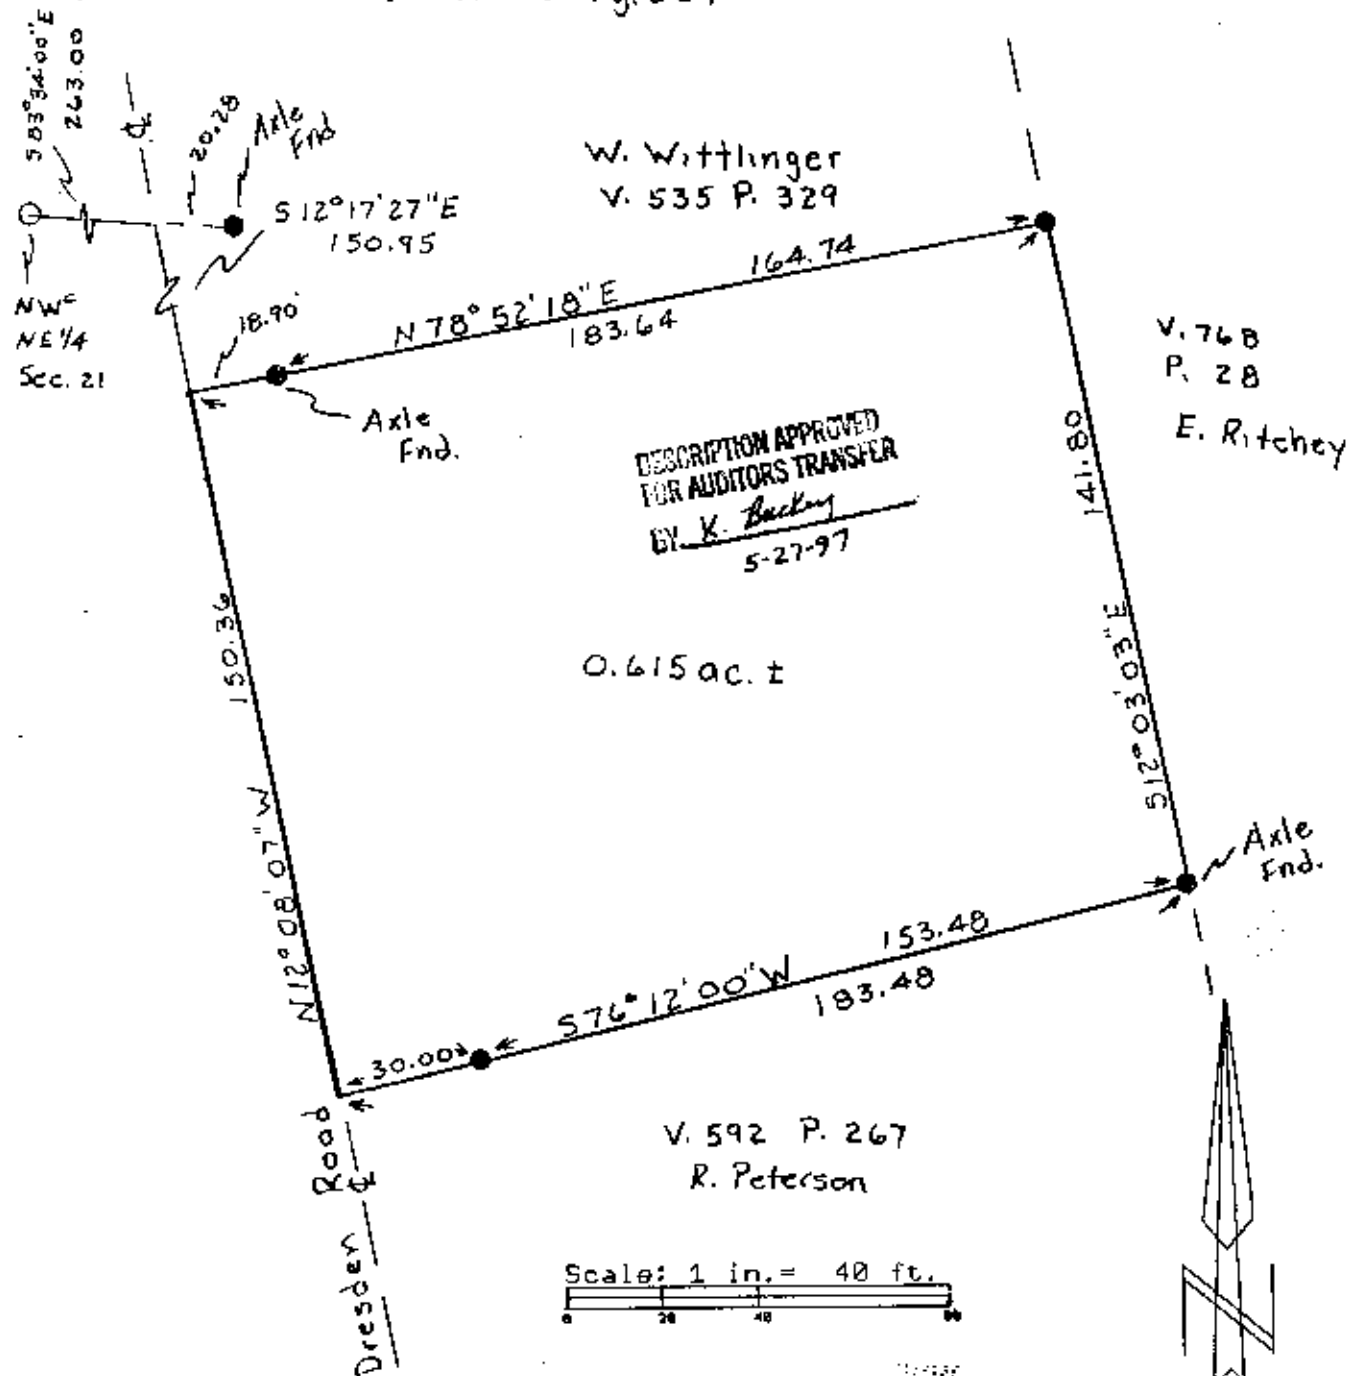 S83°34'00"E
263.00
℄
20.28
Axle
Fnd
S12°17'27"E
150.95
W. Wittlinger
V. 535 P. 329
NWᶜ
NE 1/4
Sec. 21
18.90'
N78°52'18"E
164.74
183.64
Axle
Fnd.
V. 768
P. 28
E. Ritchey
DESCRIPTION APPROVED
FOR AUDITORS TRANSFER
BY K.
5-27-97
141.80
S12°03'03"E
150.36
N12°08'07"W
0.615 ac. ±
Axle
Fnd.
153.48
S76°12'00"W
183.48
30.00
V. 592 P. 267
R. Peterson
Dresden Road
℄
Scale: 1 in.= 40 ft.
0 20 40 80
N